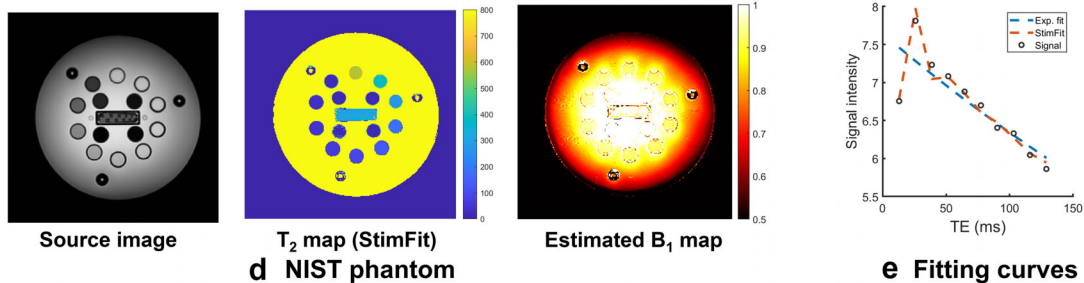 Source image
800
700
600
500
400
300
200
100
0
T2 map (StimFit)
1
0.9
0.8
0.7
0.6
0.5
Estimated B1 map
d NIST phantom
8
7.5
7
6.5
6
5.5
Signal intensity
Exp. fit
StimFit
Signal
0 50 100 150
TE (ms)
e Fitting curves